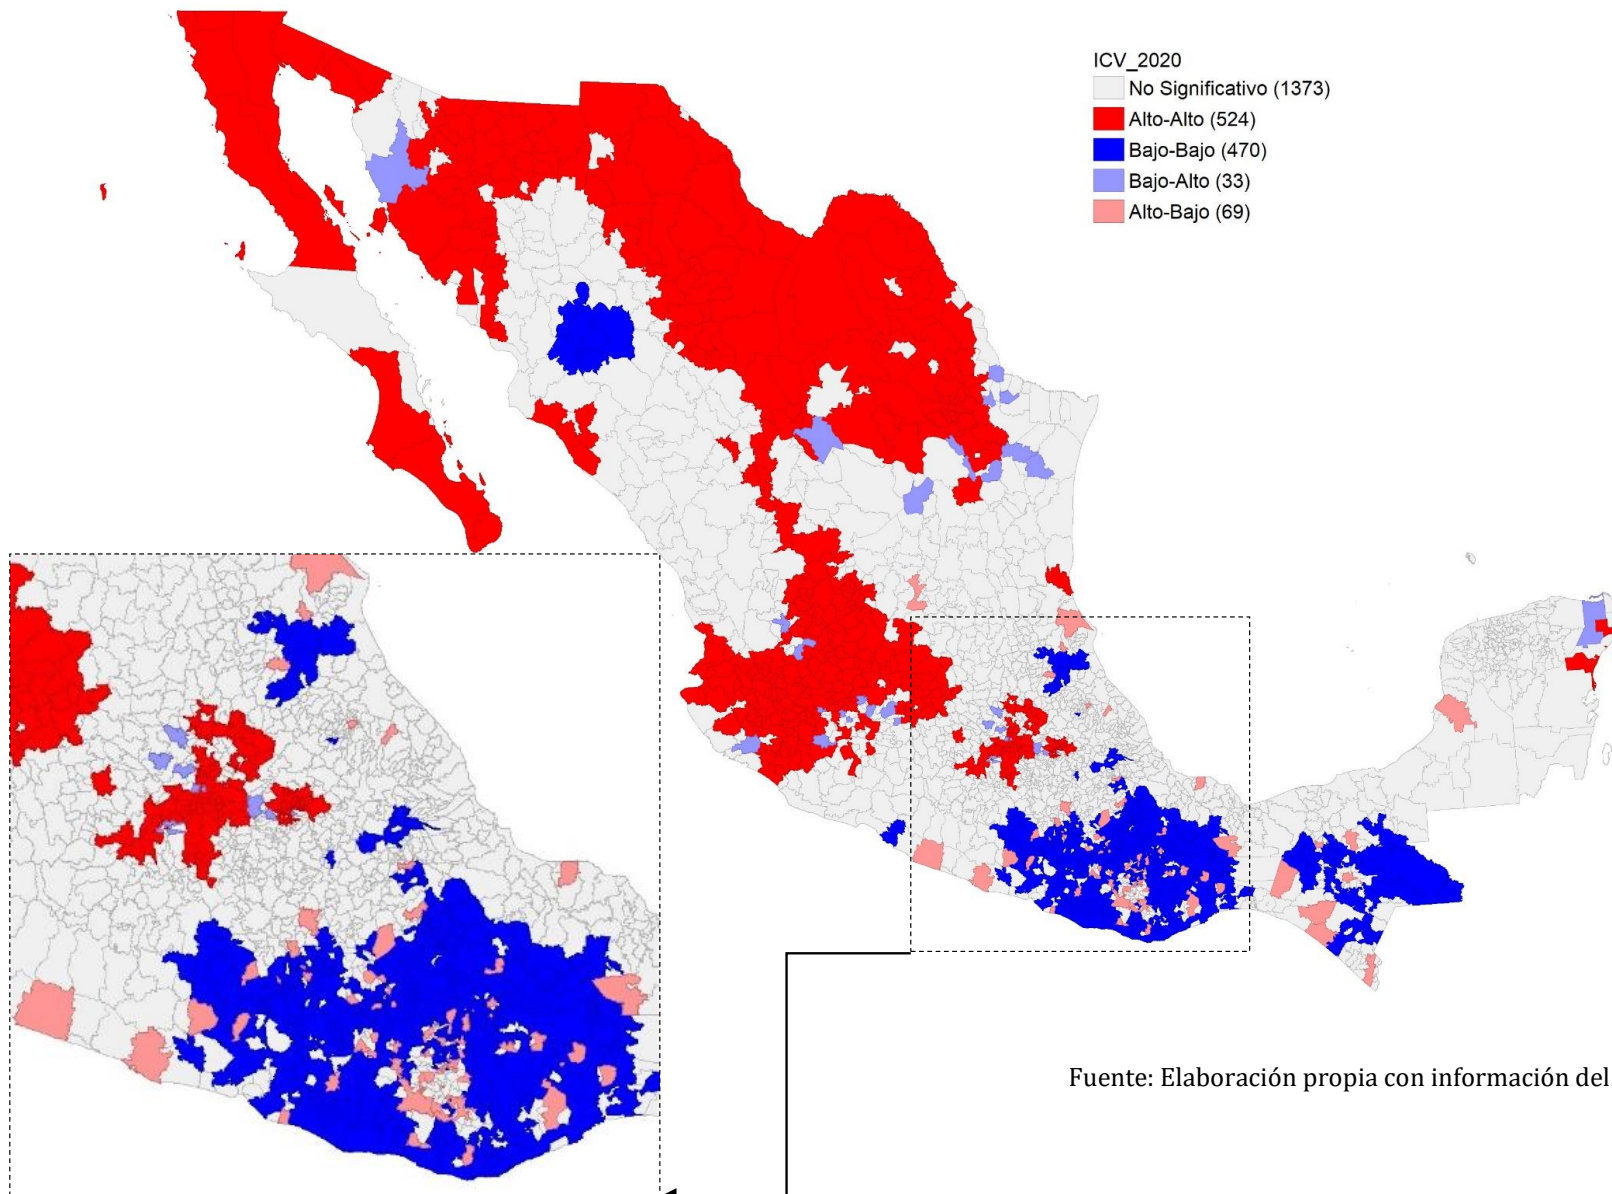 ICV_2020
No Significativo (1373)
Alto-Alto (524)
Bajo-Bajo (470)
Bajo-Alto (33)
Alto-Bajo (69)
Fuente: Elaboración propia con información del